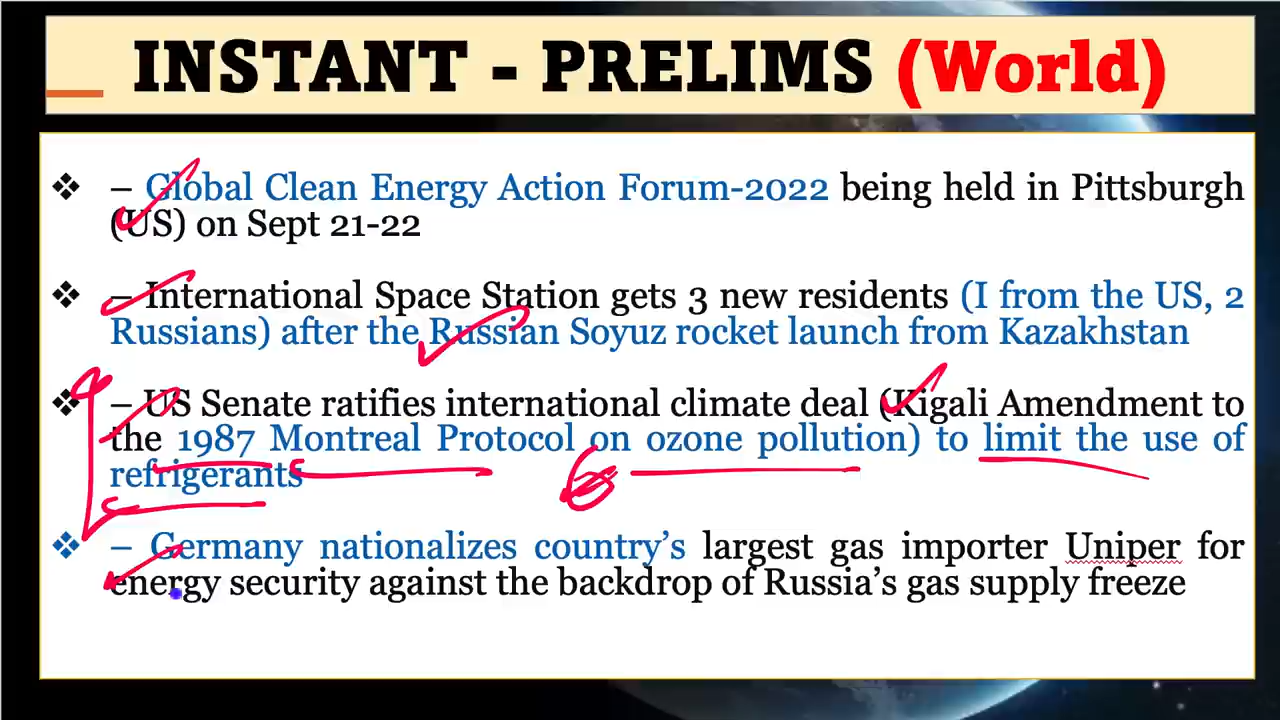 INSTANT - PRELIMS (World)
❖ – Global Clean Energy Action Forum-2022 being held in Pittsburgh
(US) on Sept 21-22
❖ – International Space Station gets 3 new residents (I from the US, 2
Russians) after the Russian Soyuz rocket launch from Kazakhstan
❖ – US Senate ratifies international climate deal (Kigali Amendment to
the 1987 Montreal Protocol on ozone pollution) to limit the use of
refrigerants
❖ – Germany nationalizes country’s largest gas importer Uniper for
energy security against the backdrop of Russia’s gas supply freeze